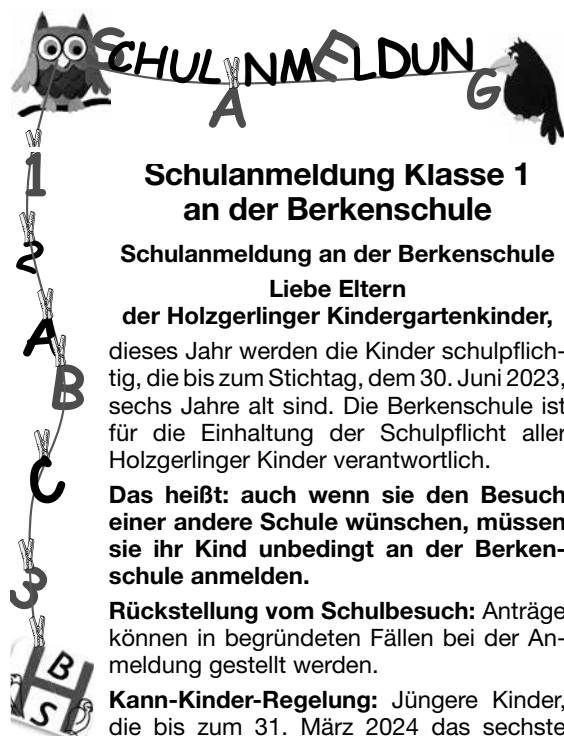 SCHULANMELDUNG
1
2
A
B
C
3
B
H
S
Schulanmeldung Klasse 1
an der Berkenschule
Schulanmeldung an der Berkenschule
Liebe Eltern
der Holzgerlinger Kindergartenkinder,
dieses Jahr werden die Kinder schulpflich-
tig, die bis zum Stichtag, dem 30. Juni 2023,
sechs Jahre alt sind. Die Berkenschule ist
für die Einhaltung der Schulpflicht aller
Holzgerlinger Kinder verantwortlich.
Das heißt: auch wenn sie den Besuch
einer andere Schule wünschen, müssen
sie ihr Kind unbedingt an der Berken-
schule anmelden.
Rückstellung vom Schulbesuch: Anträge
können in begründeten Fällen bei der An-
meldung gestellt werden.
Kann-Kinder-Regelung: Jüngere Kinder,
die bis zum 31. März 2024 das sechste